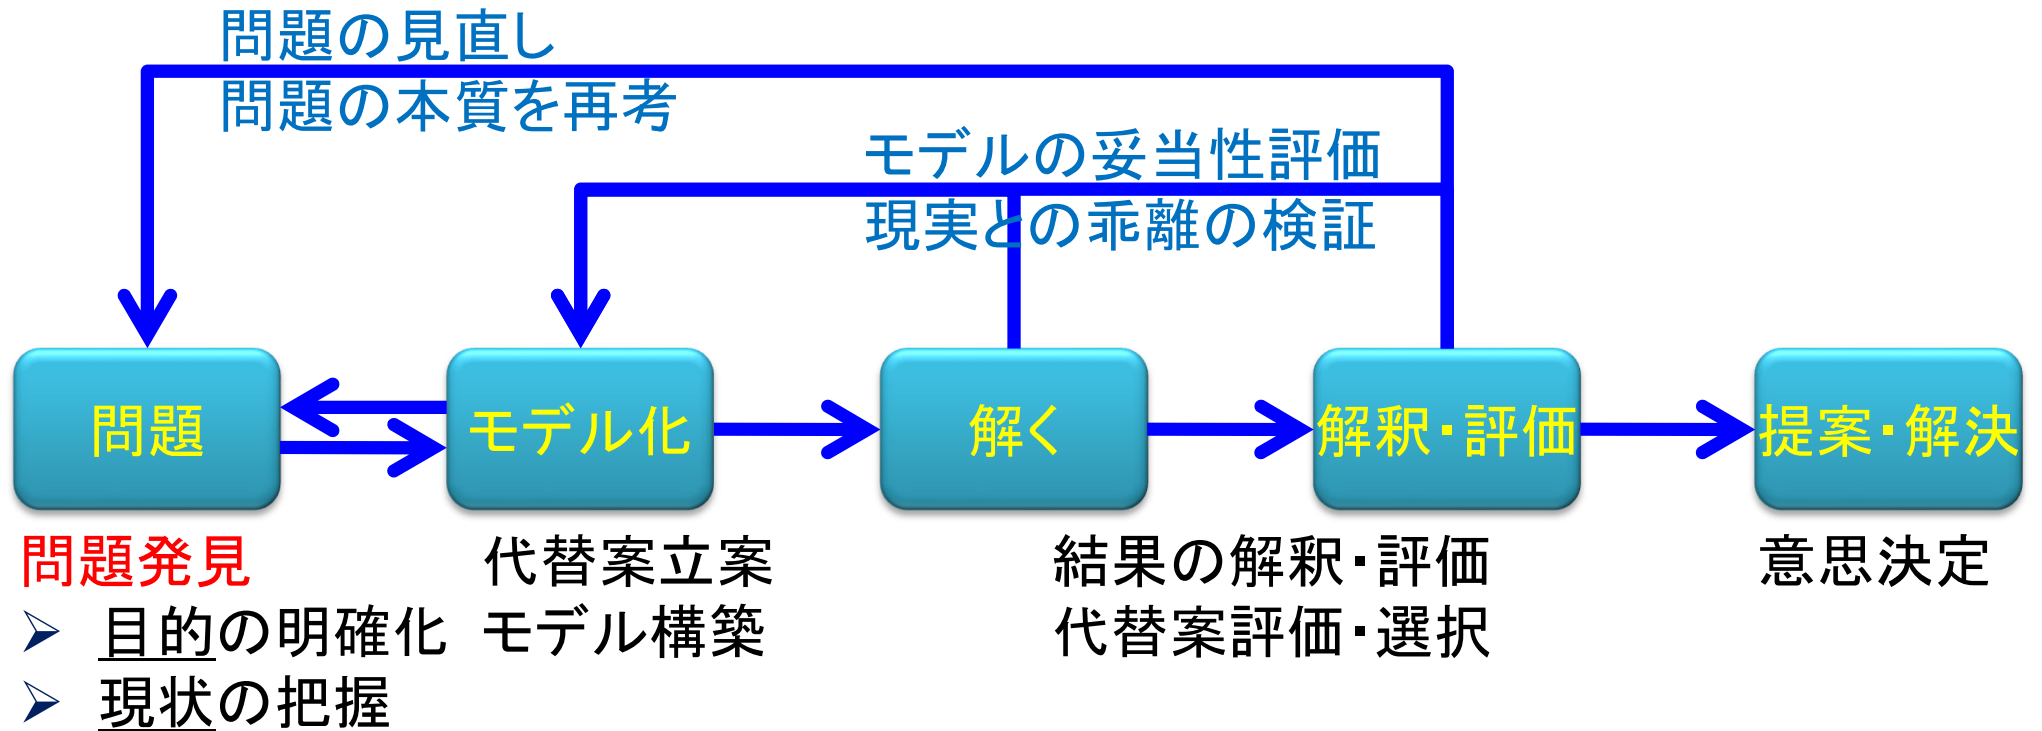 問題の見直し
問題の本質を再考
モデルの妥当性評価
現実との乖離の検証
問題
モデル化
解く
解釈・評価
提案・解決
問題発見
➢ 目的の明確化
➢ 現状の把握
代替案立案
モデル構築
結果の解釈・評価
代替案評価・選択
意思決定